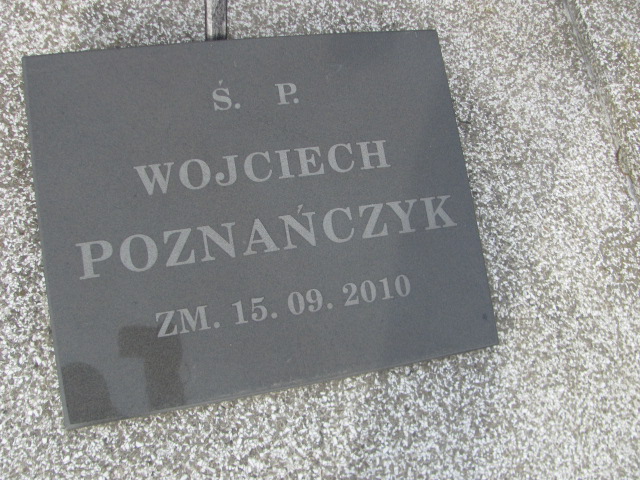 Ś. P.
WOJCIECH
POZNAŃCZYK
ZM. 15. 09. 2010